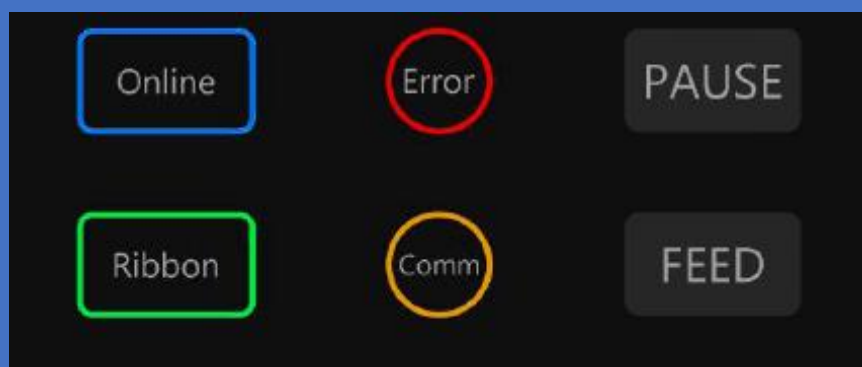 Online
Error
PAUSE
Ribbon
Comm
FEED